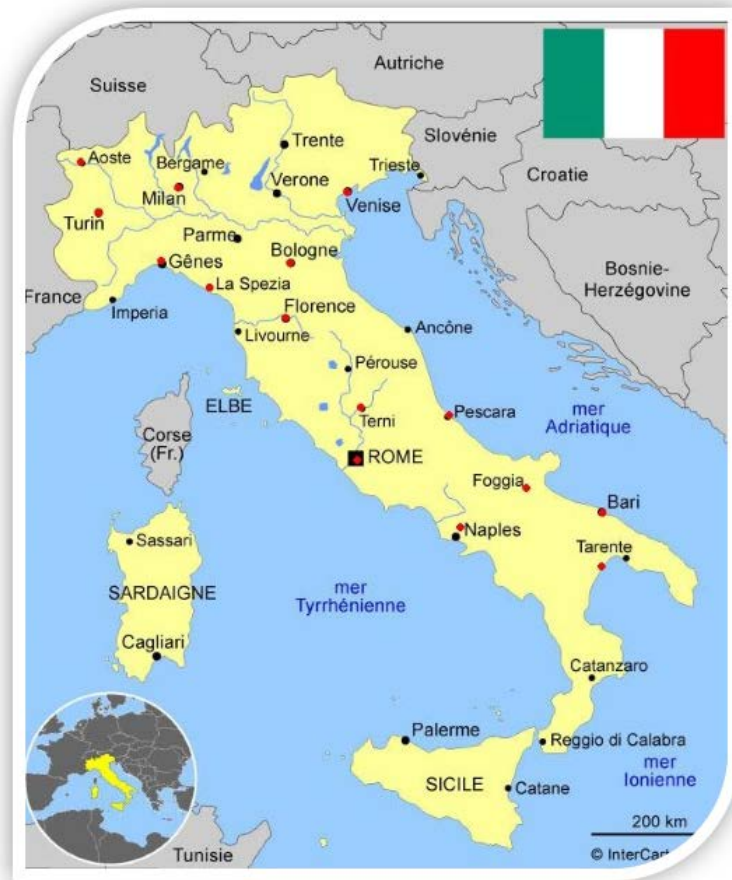 Autriche
Suisse
Slovénie
Trente
Aoste
Bergame
Trieste
Croatie
Milan
Vérone
Venise
Turin
Parme
Bologne
Gênes
Bosnie-
Herzégovine
La Spezia
France
Imperia
Florence
Livourne
Ancône
Pérouse
ELBE
Terni
Pescara
mer
Adriatique
Corse
(Fr.)
ROME
Foggia
Bari
Naples
Sassari
Tarente
SARDAIGNE
mer
Tyrrhénienne
Cagliari
Catanzaro
Palerme
Reggio di Calabra
mer
Ionienne
SICILE
Catane
200 km
Tunisie
© InterCart